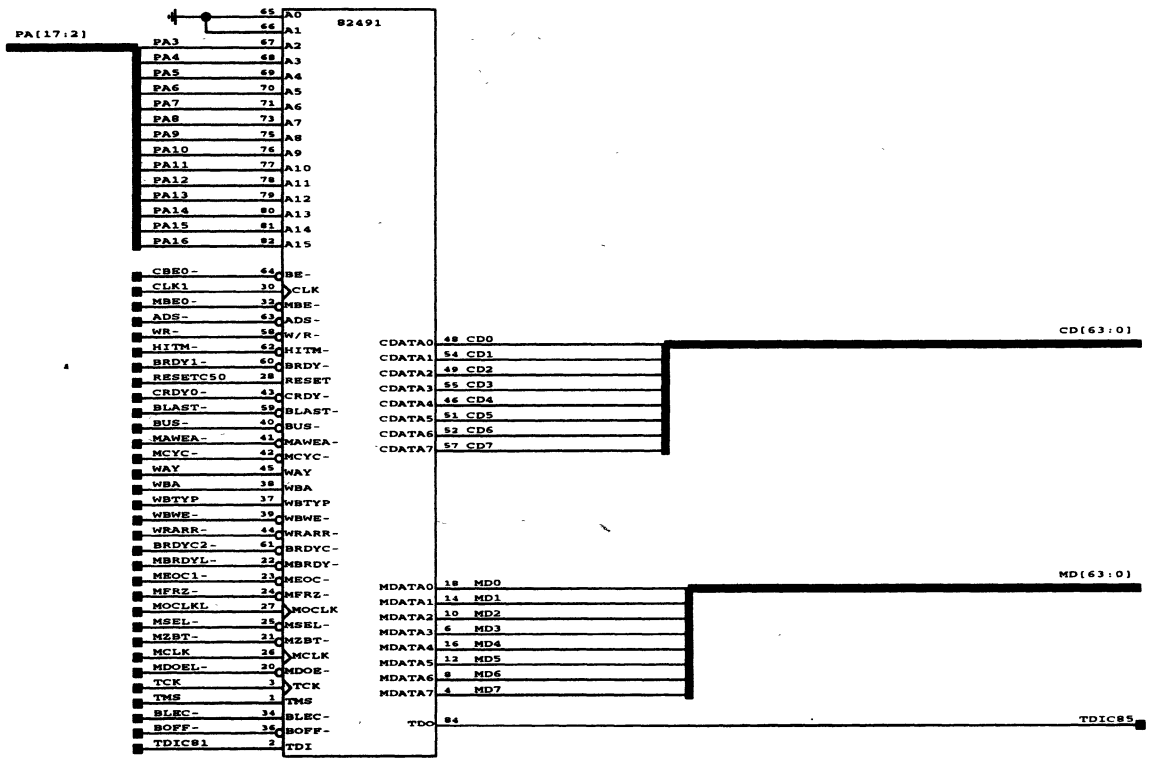 65 A0
82491
66 A1
PA[17:2]
PA3 67 A2
PA4 68 A3
PA5 69 A4
PA6 70 A5
PA7 71 A6
PA8 73 A7
PA9 75 A8
PA10 76 A9
PA11 77 A10
PA12 78 A11
PA13 79 A12
PA14 80 A13
PA15 81 A14
PA16 82 A15
CBE0- 64 BE-
CLK1 30 CLK
MBE0- 32 MBE-
ADS- 63 ADS-
WR- 58 W/R-
HITM- 62 HITM-
BRDY1- 60 BRDY-
RESETC50 28 RESET
CRDY0- 43 CRDY-
BLAST- 59 BLAST-
BUS- 40 BUS-
MAWEA- 41 MAWEA-
MCYC- 42 MCYC-
WAY 45 WAY
WBA 38 WBA
WBTYP 37 WBTYP
WBWE- 39 WBWE-
WRARR- 44 WRARR-
BRDYC2- 61 BRDYC-
MBRDYL- 22 MBRDY-
MEOC1- 23 MEOC-
MFRZ- 24 MFRZ-
MOCLKL 27 MOCLK
MSEL- 25 MSEL-
MZBT- 21 MZBT-
MCLK 26 MCLK
MDOEL- 20 MDOE-
TCK 3 TCK
TMS 1 TMS
BLEC- 34 BLEC-
BOFF- 36 BOFF-
TDIC81 2 TDI
CD[63:0]
CDATA0 48 CD0
CDATA1 54 CD1
CDATA2 49 CD2
CDATA3 55 CD3
CDATA4 46 CD4
CDATA5 51 CD5
CDATA6 52 CD6
CDATA7 57 CD7
MD[63:0]
MDATA0 18 MD0
MDATA1 14 MD1
MDATA2 10 MD2
MDATA3 6 MD3
MDATA4 16 MD4
MDATA5 12 MD5
MDATA6 8 MD6
MDATA7 4 MD7
TDO 84 TDIC85